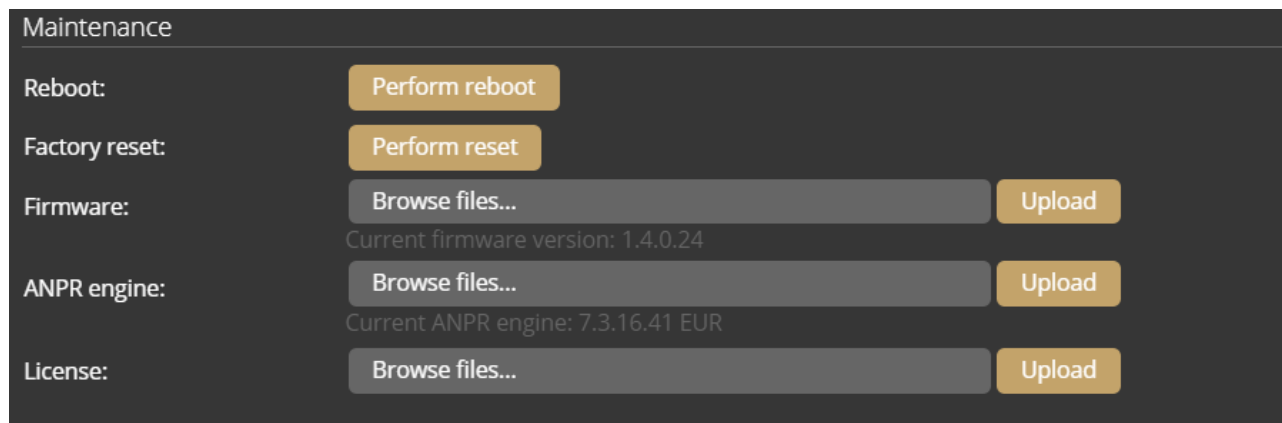 Maintenance
Reboot: Perform reboot
Factory reset: Perform reset
Firmware: Browse files... Upload
Current firmware version: 1.4.0.24
ANPR engine: Browse files... Upload
Current ANPR engine: 7.3.16.41 EUR
License: Browse files... Upload